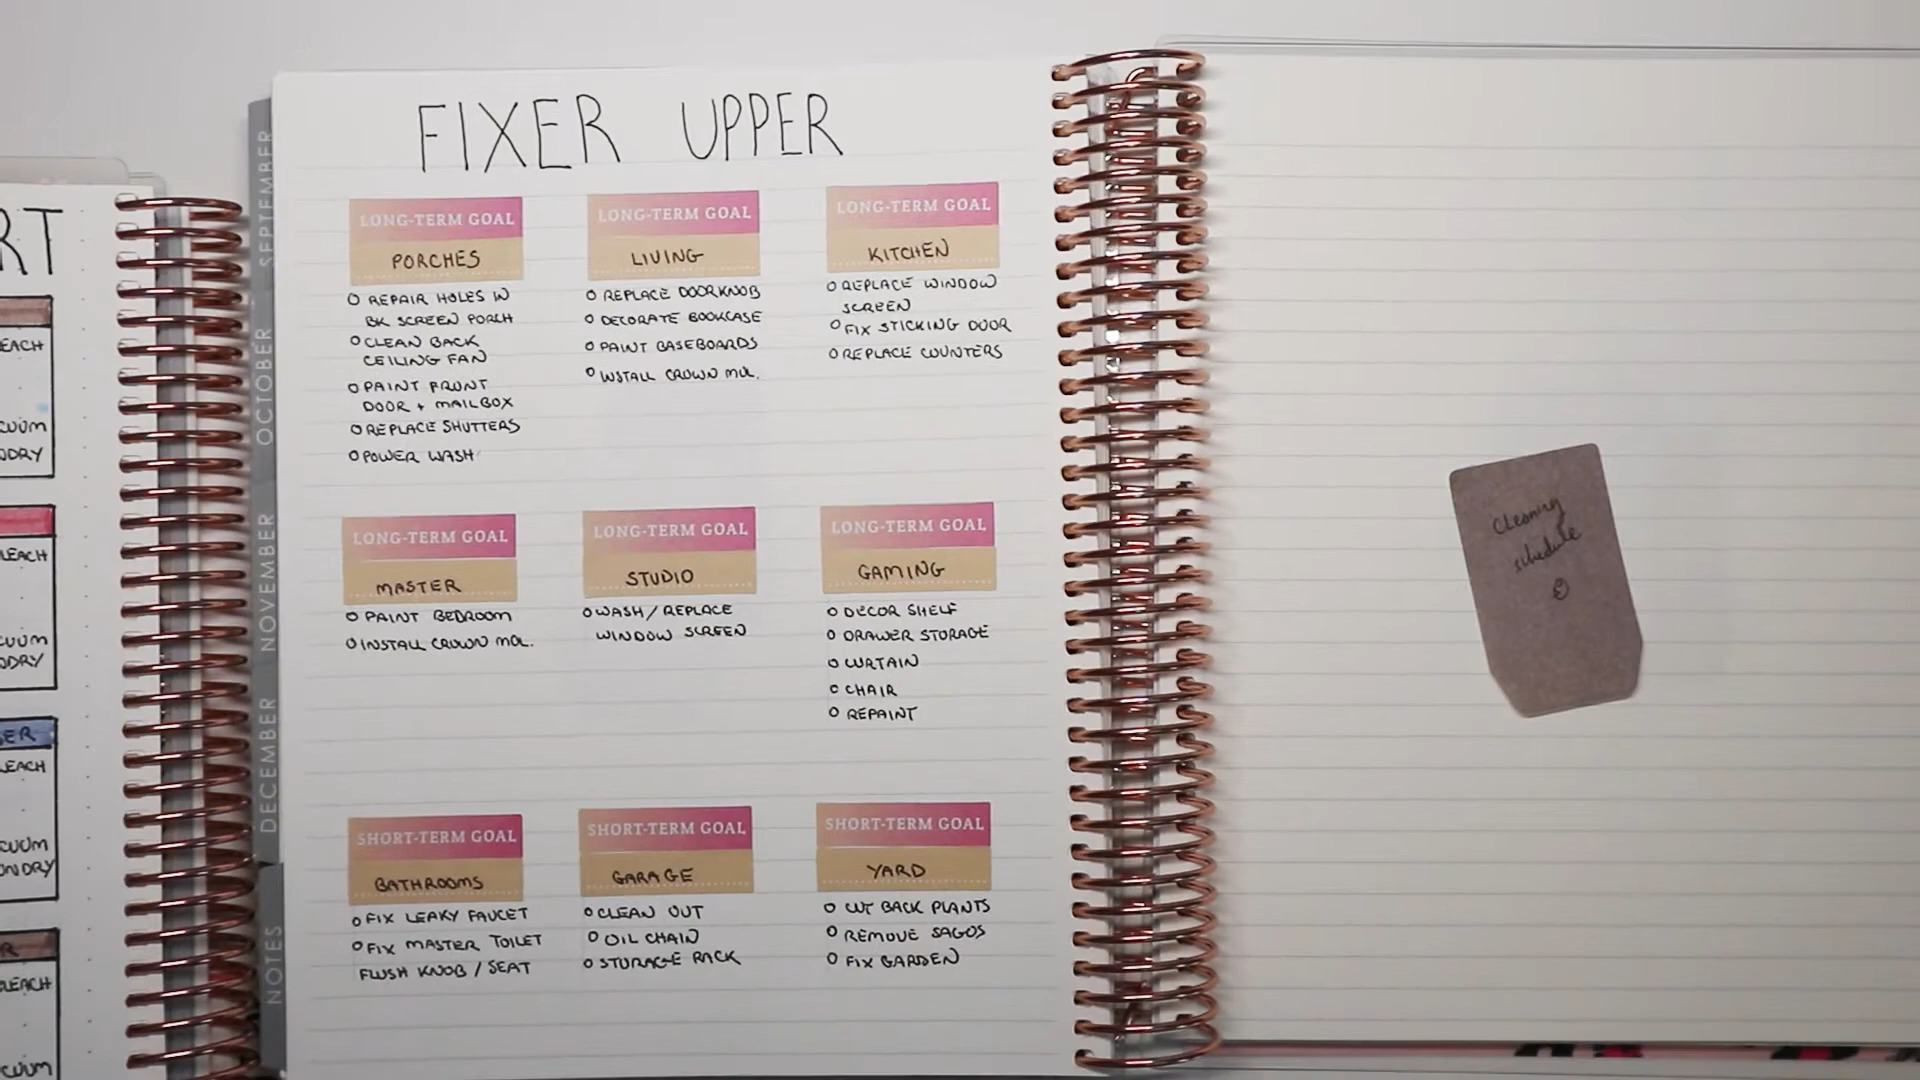 FIXER UPPER
LONG-TERM GOAL
PORCHES
O REPAIR HOLES IN
BK SCREEN PORCH
O CLEAN BACK
CEILING FAN
O PAINT FRONT
DOOR + MAILBOX
O REPLACE SHUTTERS
O POWER WASH
LONG-TERM GOAL
LIVING
O REPLACE DOORKNOB
O DECORATE BOOKCASE
O PAINT BASEBOARDS
O INSTALL CROWN MOL.
LONG-TERM GOAL
KITCHEN
O REPLACE WINDOW
SCREEN
O FIX STICKING DOOR
O REPLACE COUNTERS
LONG-TERM GOAL
MASTER
O PAINT BEDROOM
O INSTALL CROWN MOL.
LONG-TERM GOAL
STUDIO
O WASH / REPLACE
WINDOW SCREEN
LONG-TERM GOAL
GAMING
O DECOR SHELF
O DRAWER STORAGE
O CURTAIN
O CHAIR
O REPAINT
SHORT-TERM GOAL
BATHROOMS
O FIX LEAKY FAUCET
O FIX MASTER TOILET
FLUSH KNOB / SEAT
SHORT-TERM GOAL
GARAGE
O CLEAN OUT
O OIL CHAIN
O STORAGE RACK
SHORT-TERM GOAL
YARD
O CUT BACK PLANTS
O REMOVE SAGOS
O FIX GARDEN
SEPTEMBER
OCTOBER
NOVEMBER
DECEMBER
NOTES
Cleaning
schedule